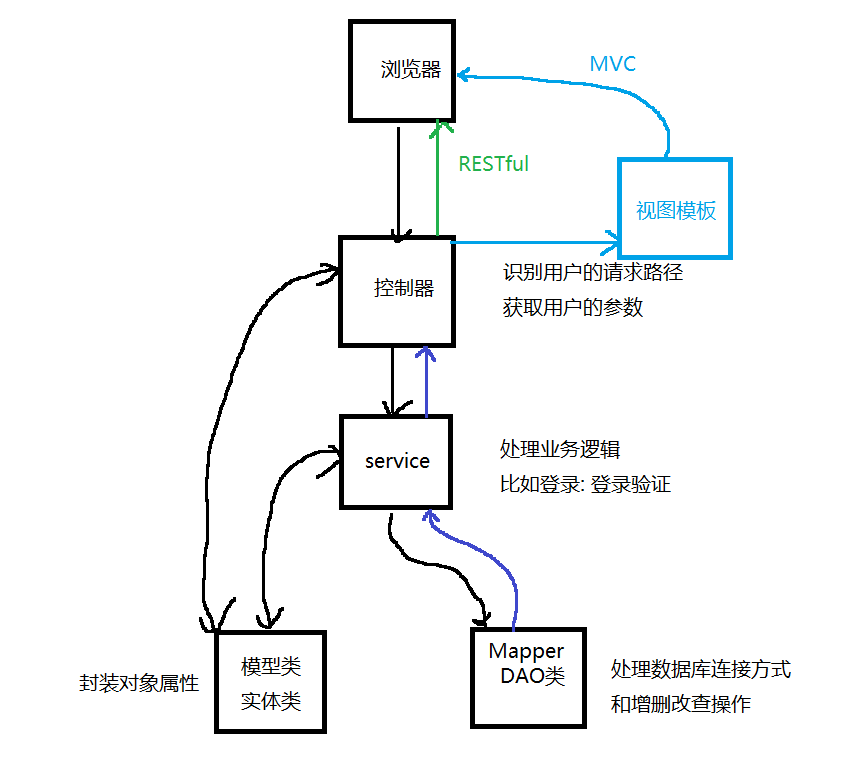 浏览器
MVC
RESTful
视图模板
控制器
识别用户的请求路径
获取用户的参数
service
处理业务逻辑
比如登录: 登录验证
封装对象属性
模型类
实体类
Mapper
DAO类
处理数据库连接方式
和增删改查操作